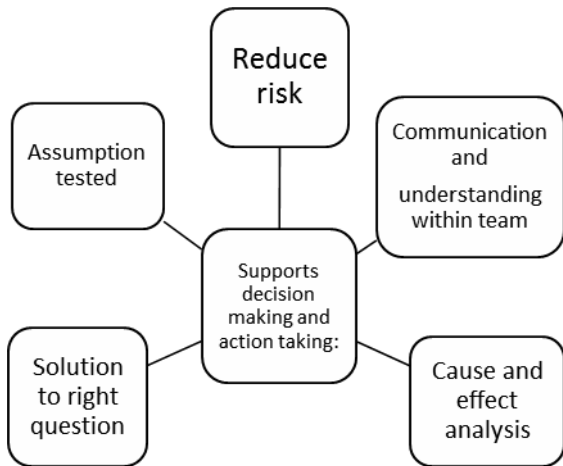 Reduce
risk
Communication
and
understanding
within team
Cause and
effect
analysis
Solution
to right
question
Assumption
tested
Supports
decision
making and
action taking: